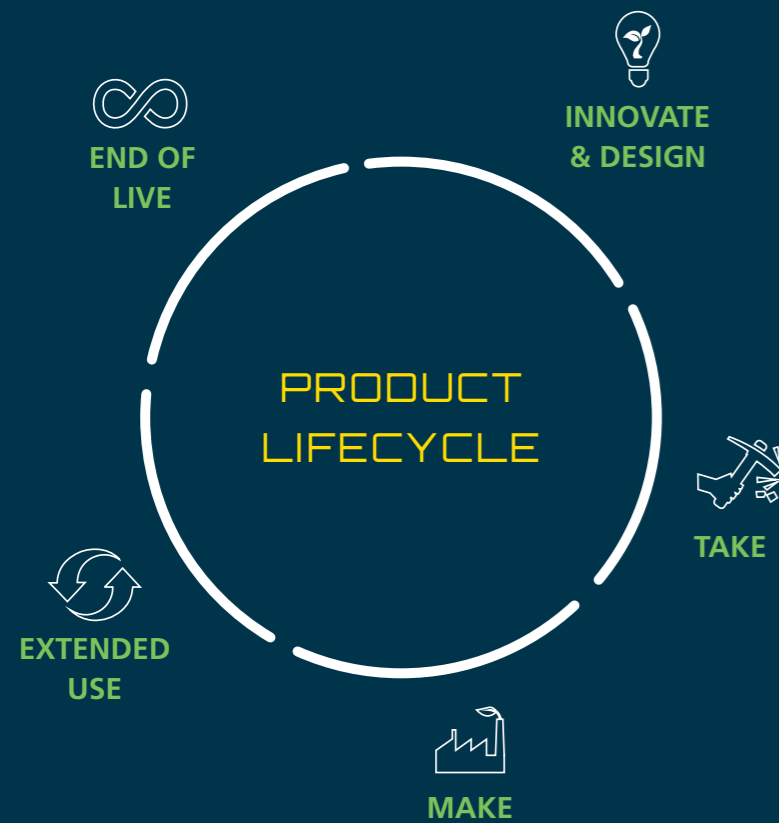 INNOVATE
& DESIGN
END OF
LIVE
PRODUCT
LIFECYCLE
TAKE
EXTENDED
USE
MAKE